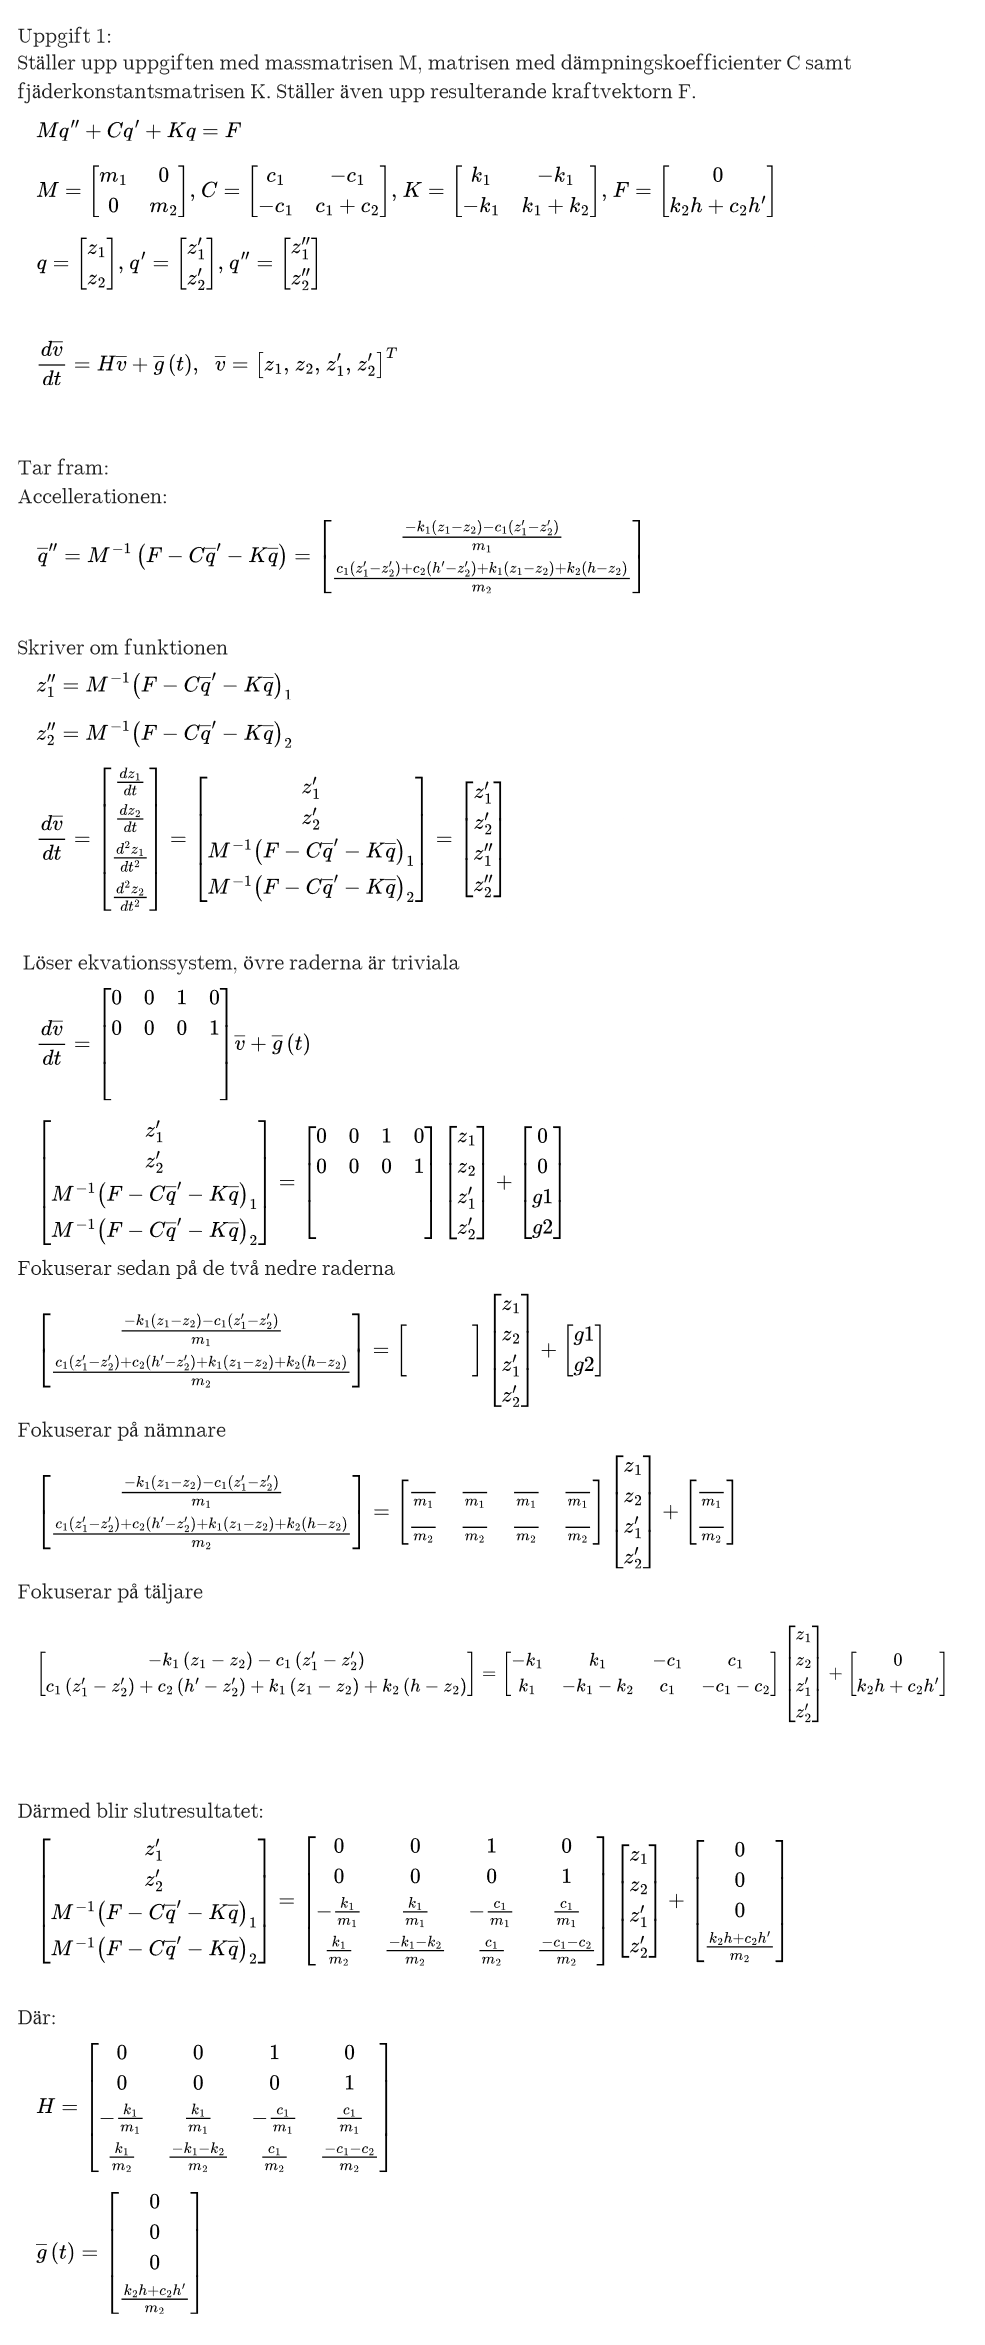 Uppgift 1:
Ställer upp uppgiften med massmatrisen M, matrisen med dämpningskoefficienter C samt
fjäderkonstantsmatrisen K. Ställer även upp resulterande kraftvektorn F.
$Mq'' + Cq' + Kq = F$
$M = \begin{bmatrix} m_1 & 0 \\ 0 & m_2 \end{bmatrix}, C = \begin{bmatrix} c_1 & -c_1 \\ -c_1 & c_1 + c_2 \end{bmatrix}, K = \begin{bmatrix} k_1 & -k_1 \\ -k_1 & k_1 + k_2 \end{bmatrix}, F = \begin{bmatrix} 0 \\ k_2h + c_2h' \end{bmatrix}$
$q = \begin{bmatrix} z_1 \\ z_2 \end{bmatrix}, q' = \begin{bmatrix} z_1' \\ z_2' \end{bmatrix}, q'' = \begin{bmatrix} z_1'' \\ z_2'' \end{bmatrix}$
$\frac{d\overline{v}}{dt} = H\overline{v} + \overline{g}(t), \ \overline{v} = [z_1, z_2, z_1', z_2']^T$
Tar fram:
Accellerationen:
$\overline{q}'' = M^{-1}(F - C\overline{q}' - K\overline{q}) = \begin{bmatrix} \frac{-k_1(z_1-z_2)-c_1(z_1'-z_2')}{m_1} \\ \frac{c_1(z_1'-z_2')+c_2(h'-z_2')+k_1(z_1-z_2)+k_2(h-z_2)}{m_2} \end{bmatrix}$
Skriver om funktionen
$z_1'' = M^{-1}(F - C\overline{q}' - K\overline{q})_1$
$z_2'' = M^{-1}(F - C\overline{q}' - K\overline{q})_2$
$\frac{d\overline{v}}{dt} = \begin{bmatrix} \frac{dz_1}{dt} \\ \frac{dz_2}{dt} \\ \frac{d^2z_1}{dt^2} \\ \frac{d^2z_2}{dt^2} \end{bmatrix} = \begin{bmatrix} z_1' \\ z_2' \\ M^{-1}(F - C\overline{q}' - K\overline{q})_1 \\ M^{-1}(F - C\overline{q}' - K\overline{q})_2 \end{bmatrix} = \begin{bmatrix} z_1' \\ z_2' \\ z_1'' \\ z_2'' \end{bmatrix}$
Löser ekvationssystem, övre raderna är triviala
$\frac{d\overline{v}}{dt} = \begin{bmatrix} 0 & 0 & 1 & 0 \\ 0 & 0 & 0 & 1 \\ & & & \\ & & & \end{bmatrix} \overline{v} + \overline{g}(t)$
$\begin{bmatrix} z_1' \\ z_2' \\ M^{-1}(F - C\overline{q}' - K\overline{q})_1 \\ M^{-1}(F - C\overline{q}' - K\overline{q})_2 \end{bmatrix} = \begin{bmatrix} 0 & 0 & 1 & 0 \\ 0 & 0 & 0 & 1 \\ & & & \\ & & & \end{bmatrix} \begin{bmatrix} z_1 \\ z_2 \\ z_1' \\ z_2' \end{bmatrix} + \begin{bmatrix} 0 \\ 0 \\ g1 \\ g2 \end{bmatrix}$
Fokuserar sedan på de två nedre raderna
$\begin{bmatrix} \frac{-k_1(z_1-z_2)-c_1(z_1'-z_2')}{m_1} \\ \frac{c_1(z_1'-z_2')+c_2(h'-z_2')+k_1(z_1-z_2)+k_2(h-z_2)}{m_2} \end{bmatrix} = \begin{bmatrix} & & & \\ & & & \end{bmatrix} \begin{bmatrix} z_1 \\ z_2 \\ z_1' \\ z_2' \end{bmatrix} + \begin{bmatrix} g1 \\ g2 \end{bmatrix}$
Fokuserar på nämnare
$\begin{bmatrix} \frac{-k_1(z_1-z_2)-c_1(z_1'-z_2')}{m_1} \\ \frac{c_1(z_1'-z_2')+c_2(h'-z_2')+k_1(z_1-z_2)+k_2(h-z_2)}{m_2} \end{bmatrix} = \begin{bmatrix} \frac{}{m_1} & \frac{}{m_1} & \frac{}{m_1} & \frac{}{m_1} \\ \frac{}{m_2} & \frac{}{m_2} & \frac{}{m_2} & \frac{}{m_2} \end{bmatrix} \begin{bmatrix} z_1 \\ z_2 \\ z_1' \\ z_2' \end{bmatrix} + \begin{bmatrix} \frac{}{m_1} \\ \frac{}{m_2} \end{bmatrix}$
Fokuserar på täljare
$\begin{bmatrix} -k_1(z_1 - z_2) - c_1(z_1' - z_2') \\ c_1(z_1' - z_2') + c_2(h' - z_2') + k_1(z_1 - z_2) + k_2(h - z_2) \end{bmatrix} = \begin{bmatrix} -k_1 & k_1 & -c_1 & c_1 \\ k_1 & -k_1 - k_2 & c_1 & -c_1 - c_2 \end{bmatrix} \begin{bmatrix} z_1 \\ z_2 \\ z_1' \\ z_2' \end{bmatrix} + \begin{bmatrix} 0 \\ k_2h + c_2h' \end{bmatrix}$
Därmed blir slutresultatet:
$\begin{bmatrix} z_1' \\ z_2' \\ M^{-1}(F - C\overline{q}' - K\overline{q})_1 \\ M^{-1}(F - C\overline{q}' - K\overline{q})_2 \end{bmatrix} = \begin{bmatrix} 0 & 0 & 1 & 0 \\ 0 & 0 & 0 & 1 \\ -\frac{k_1}{m_1} & \frac{k_1}{m_1} & -\frac{c_1}{m_1} & \frac{c_1}{m_1} \\ \frac{k_1}{m_2} & \frac{-k_1-k_2}{m_2} & \frac{c_1}{m_2} & \frac{-c_1-c_2}{m_2} \end{bmatrix} \begin{bmatrix} z_1 \\ z_2 \\ z_1' \\ z_2' \end{bmatrix} + \begin{bmatrix} 0 \\ 0 \\ 0 \\ \frac{k_2h+c_2h'}{m_2} \end{bmatrix}$
Där:
$H = \begin{bmatrix} 0 & 0 & 1 & 0 \\ 0 & 0 & 0 & 1 \\ -\frac{k_1}{m_1} & \frac{k_1}{m_1} & -\frac{c_1}{m_1} & \frac{c_1}{m_1} \\ \frac{k_1}{m_2} & \frac{-k_1-k_2}{m_2} & \frac{c_1}{m_2} & \frac{-c_1-c_2}{m_2} \end{bmatrix}$
$\overline{g}(t) = \begin{bmatrix} 0 \\ 0 \\ 0 \\ \frac{k_2h+c_2h'}{m_2} \end{bmatrix}$